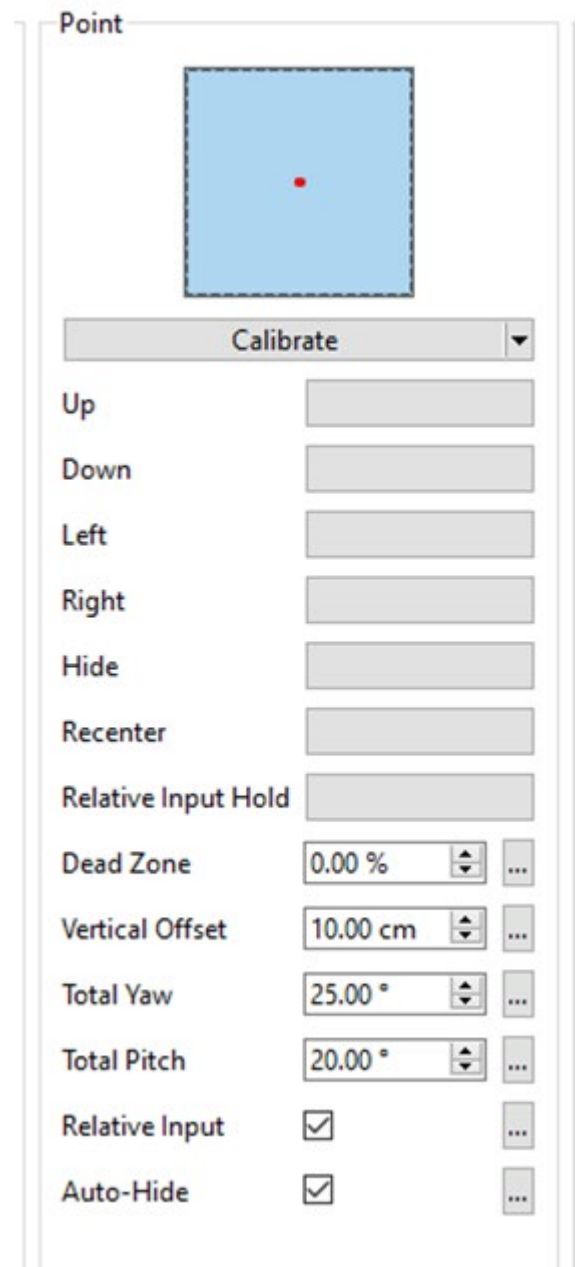 Point
Calibrate
Up
Down
Left
Right
Hide
Recenter
Relative Input Hold
Dead Zone 0.00 % ...
Vertical Offset 10.00 cm ...
Total Yaw 25.00 ° ...
Total Pitch 20.00 ° ...
Relative Input ...
Auto-Hide ...